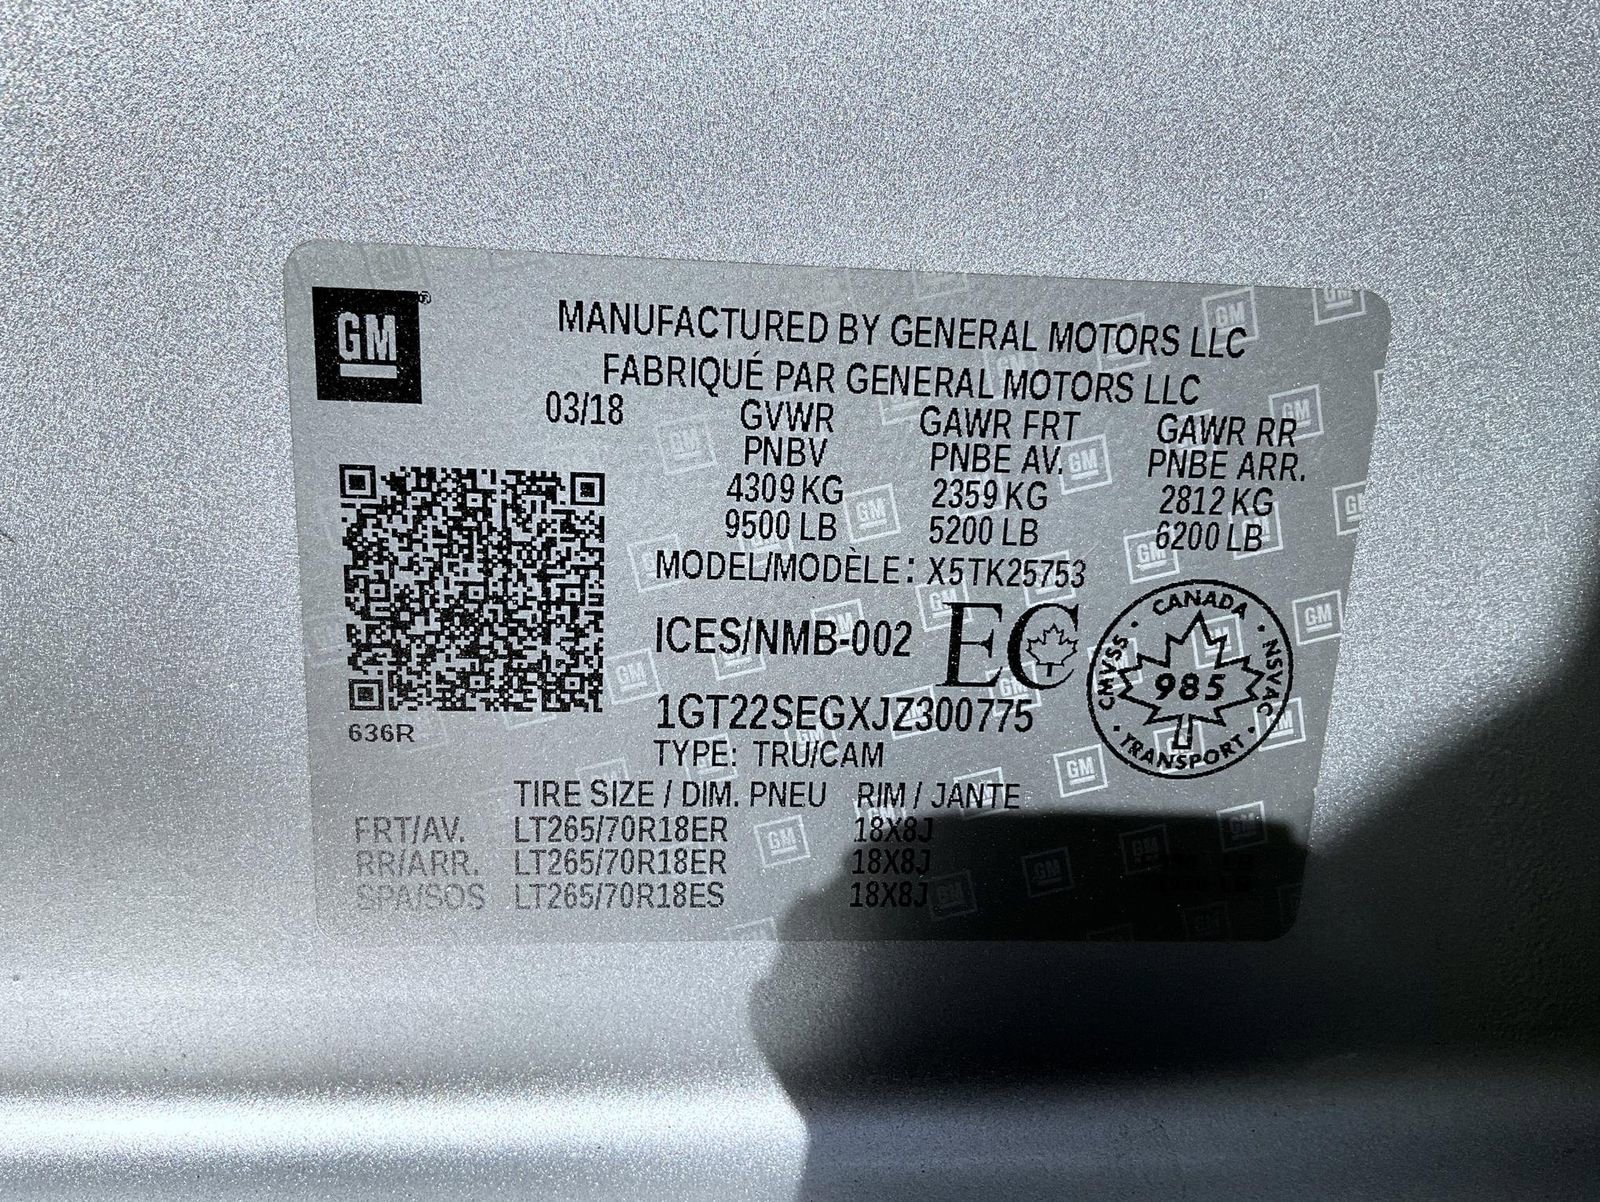 GM®
MANUFACTURED BY GENERAL MOTORS LLC
FABRIQUÉ PAR GENERAL MOTORS LLC
03/18 GVWR GAWR FRT GAWR RR
PNBV PNBE AV. PNBE ARR.
4309 KG 2359 KG 2812 KG
9500 LB 5200 LB 6200 LB
MODEL/MODÈLE: X5TK25753
ICES/NMB-002 EC
CANADA
CMVSS 985 NSVAC
TRANSPORT
1GT22SEGXJZ300775
636R
TYPE: TRU/CAM
TIRE SIZE / DIM. PNEU RIM / JANTE
FRT/AV. LT265/70R18ER 18X8J
RR/ARR. LT265/70R18ER 18X8J
SPA/SOS LT265/70R18ES 18X8J